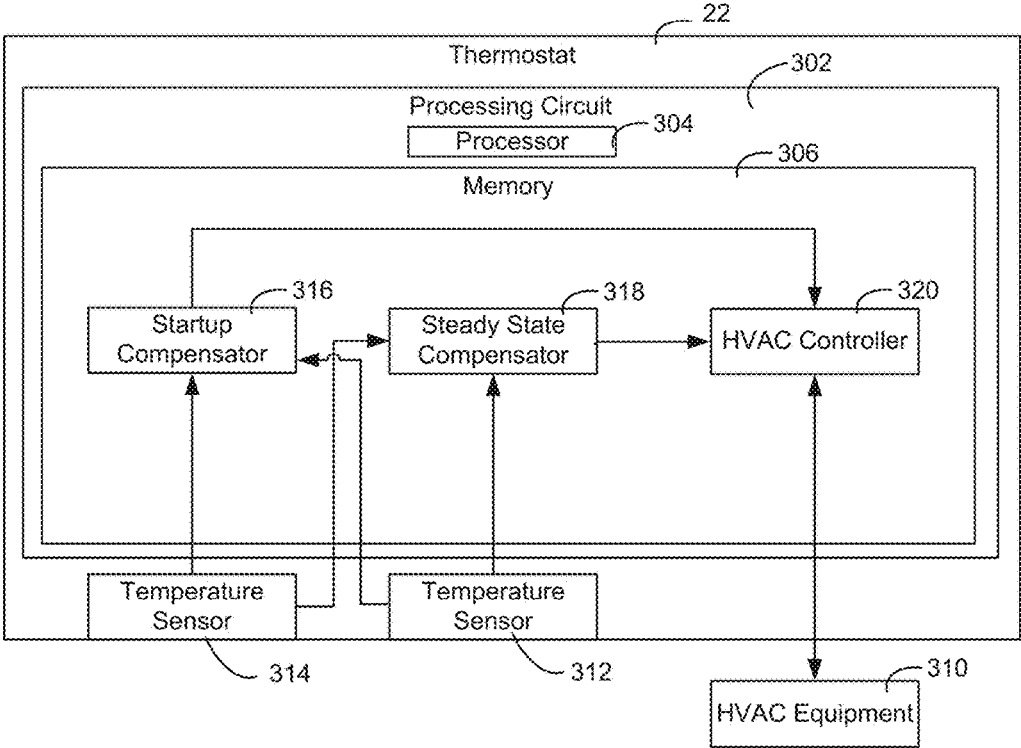 22
Thermostat
302
Processing Circuit
304
Processor
306
Memory
316
318
320
Startup
Compensator
Steady State
Compensator
HVAC Controller
Temperature
Sensor
Temperature
Sensor
314
312
310
HVAC Equipment